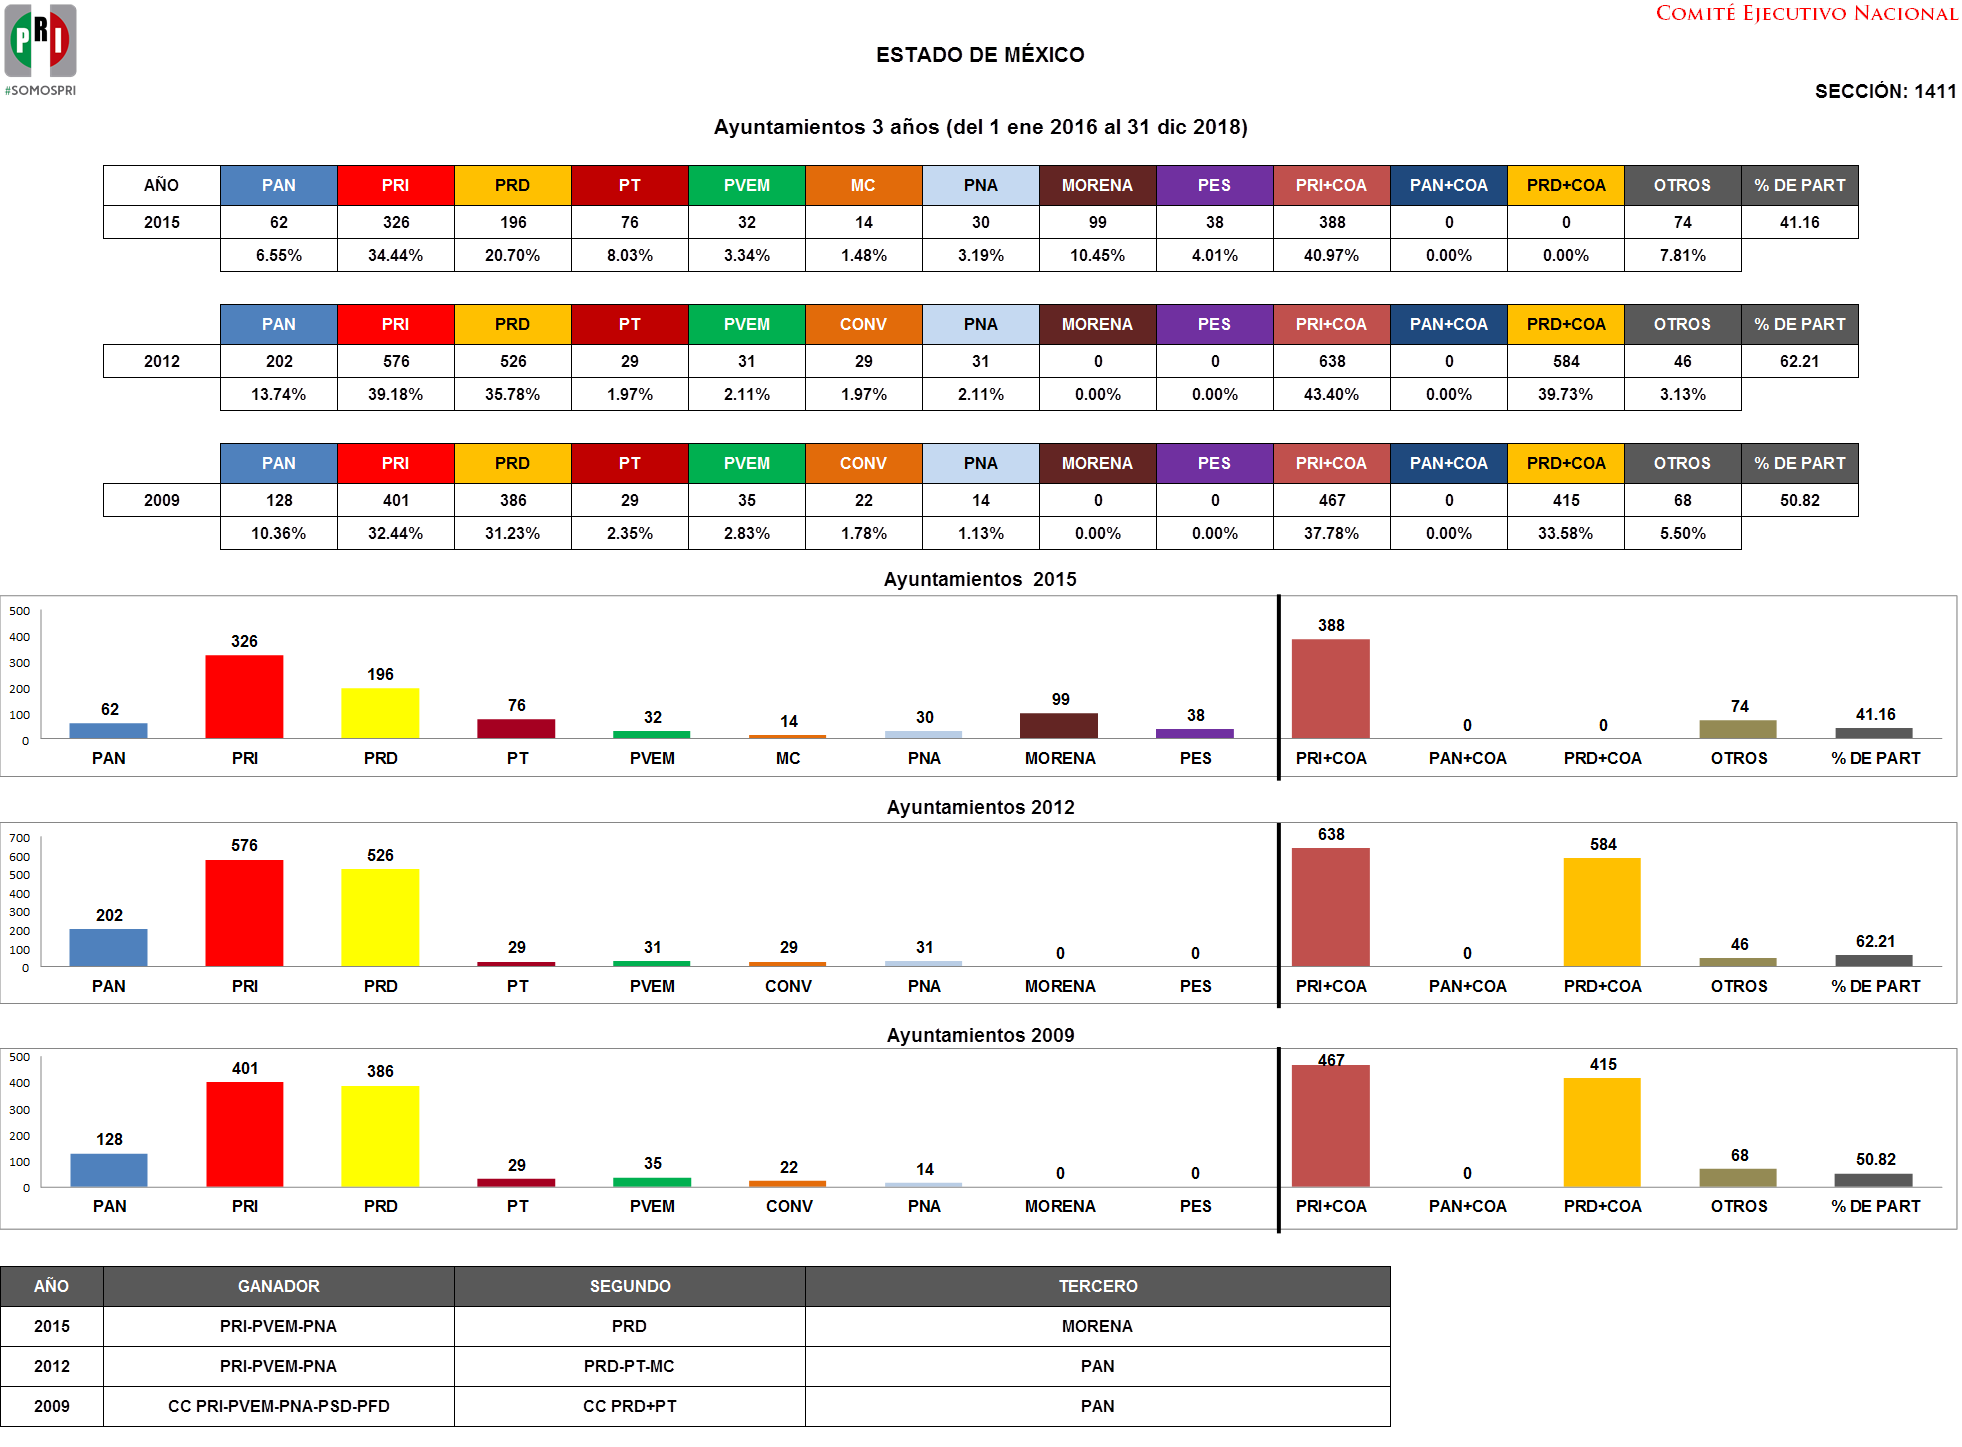 PRI
#SOMOSPRI
COMITÉ EJECUTIVO NACIONAL
ESTADO DE MÉXICO
SECCIÓN: 1411
Ayuntamientos 3 años (del 1 ene 2016 al 31 dic 2018)
AÑO PAN PRI PRD PT PVEM MC PNA MORENA PES PRI+COA PAN+COA PRD+COA OTROS % DE PART
2015 62 326 196 76 32 14 30 99 38 388 0 0 74 41.16
6.55% 34.44% 20.70% 8.03% 3.34% 1.48% 3.19% 10.45% 4.01% 40.97% 0.00% 0.00% 7.81%
PAN PRI PRD PT PVEM CONV PNA MORENA PES PRI+COA PAN+COA PRD+COA OTROS % DE PART
2012 202 576 526 29 31 29 31 0 0 638 0 584 46 62.21
13.74% 39.18% 35.78% 1.97% 2.11% 1.97% 2.11% 0.00% 0.00% 43.40% 0.00% 39.73% 3.13%
PAN PRI PRD PT PVEM CONV PNA MORENA PES PRI+COA PAN+COA PRD+COA OTROS % DE PART
2009 128 401 386 29 35 22 14 0 0 467 0 415 68 50.82
10.36% 32.44% 31.23% 2.35% 2.83% 1.78% 1.13% 0.00% 0.00% 37.78% 0.00% 33.58% 5.50%
Ayuntamientos 2015
500
400
300
200
100
0
62 326 196 76 32 14 30 99 38 388 0 0 74 41.16
PAN PRI PRD PT PVEM MC PNA MORENA PES PRI+COA PAN+COA PRD+COA OTROS % DE PART
Ayuntamientos 2012
700
600
500
400
300
200
100
0
202 576 526 29 31 29 31 0 0 638 0 584 46 62.21
PAN PRI PRD PT PVEM CONV PNA MORENA PES PRI+COA PAN+COA PRD+COA OTROS % DE PART
Ayuntamientos 2009
500
400
300
200
100
0
128 401 386 29 35 22 14 0 0 467 0 415 68 50.82
PAN PRI PRD PT PVEM CONV PNA MORENA PES PRI+COA PAN+COA PRD+COA OTROS % DE PART
AÑO GANADOR SEGUNDO TERCERO
2015 PRI-PVEM-PNA PRD MORENA
2012 PRI-PVEM-PNA PRD-PT-MC PAN
2009 CC PRI-PVEM-PNA-PSD-PFD CC PRD+PT PAN